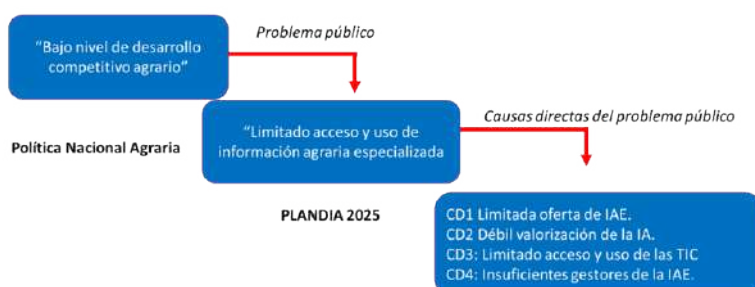 “Bajo nivel de desarrollo
competitivo agrario”
Problema público
Política Nacional Agraria
“Limitado acceso y uso de
información agraria especializada
Causas directas del problema público
PLANDIA 2025
CD1 Limitada oferta de IAE.
CD2 Débil valorización de la IA.
CD3: Limitado acceso y uso de las TIC
CD4: Insuficientes gestores de la IAE.